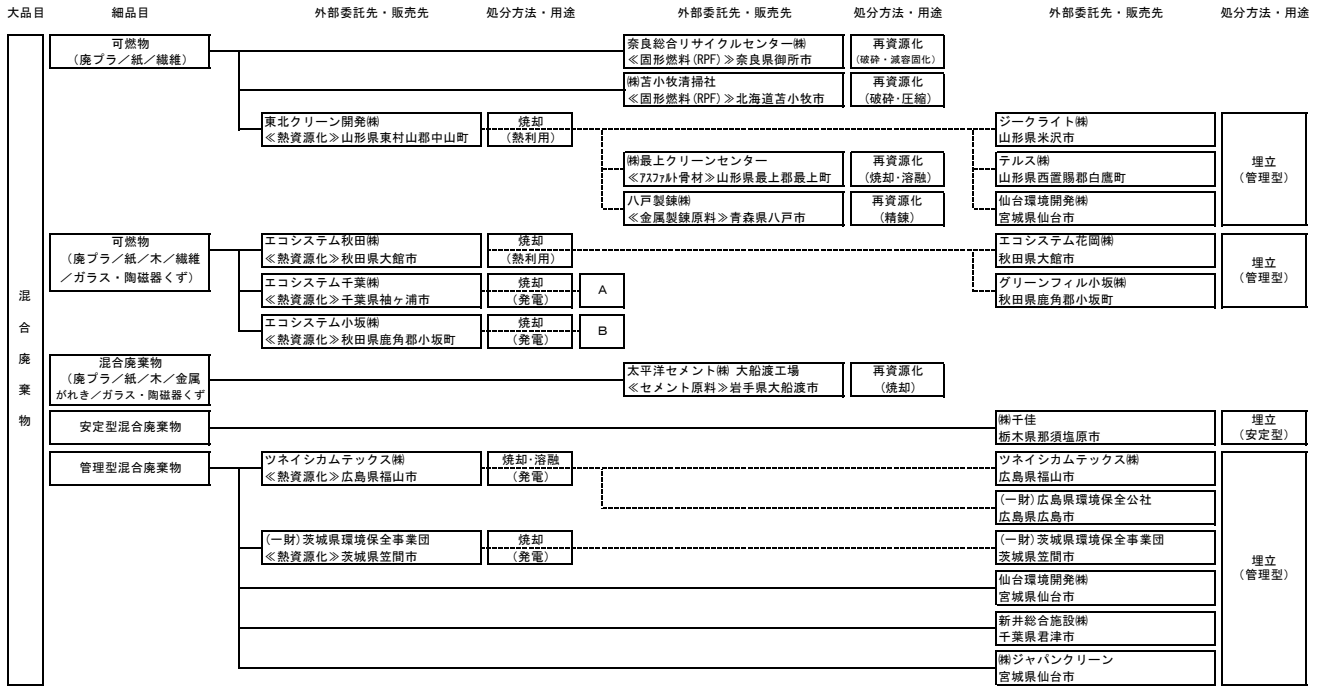 大品目 細品目 外部委託先・販売先 処分方法・用途 外部委託先・販売先 処分方法・用途 外部委託先・販売先 処分方法・用途
混合廃棄物
可燃物
(廃プラ／紙／繊維)
奈良総合リサイクルセンター㈱
≪固形燃料(RPF)≫奈良県御所市
再資源化
(破砕・減容固化)
㈱苫小牧清掃社
≪固形燃料(RPF)≫北海道苫小牧市
再資源化
(破砕・圧縮)
東北クリーン開発㈱
≪熱資源化≫山形県東村山郡中山町
焼却
(熱利用)
ジークライト㈱
山形県米沢市
㈱最上クリーンセンター
≪アスファルト骨材≫山形県最上郡最上町
再資源化
(焼却・溶融)
テルス㈱
山形県西置賜郡白鷹町
八戸製錬㈱
≪金属製錬原料≫青森県八戸市
再資源化
(精錬)
仙台環境開発㈱
宮城県仙台市
埋立
(管理型)
可燃物
(廃プラ／紙／木／繊維
／ガラス・陶磁器くず)
エコシステム秋田㈱
≪熱資源化≫秋田県大館市
焼却
(熱利用)
エコシステム花岡㈱
秋田県大館市
エコシステム千葉㈱
≪熱資源化≫千葉県袖ヶ浦市
焼却
(発電)
A
グリーンフィル小坂㈱
秋田県鹿角郡小坂町
埋立
(管理型)
エコシステム小坂㈱
≪熱資源化≫秋田県鹿角郡小坂町
焼却
(発電)
B
混合廃棄物
(廃プラ／紙／木／金属
がれき／ガラス・陶磁器くず
太平洋セメント㈱ 大船渡工場
≪セメント原料≫岩手県大船渡市
再資源化
(焼却)
安定型混合廃棄物
㈱千佳
栃木県那須塩原市
埋立
(安定型)
管理型混合廃棄物
ツネイシカムテックス㈱
≪熱資源化≫広島県福山市
焼却・溶融
(発電)
ツネイシカムテックス㈱
広島県福山市
(一財)広島県環境保全公社
広島県広島市
(一財)茨城県環境保全事業団
≪熱資源化≫茨城県笠間市
焼却
(発電)
(一財)茨城県環境保全事業団
茨城県笠間市
仙台環境開発㈱
宮城県仙台市
新井総合施設㈱
千葉県君津市
㈱ジャパンクリーン
宮城県仙台市
埋立
(管理型)